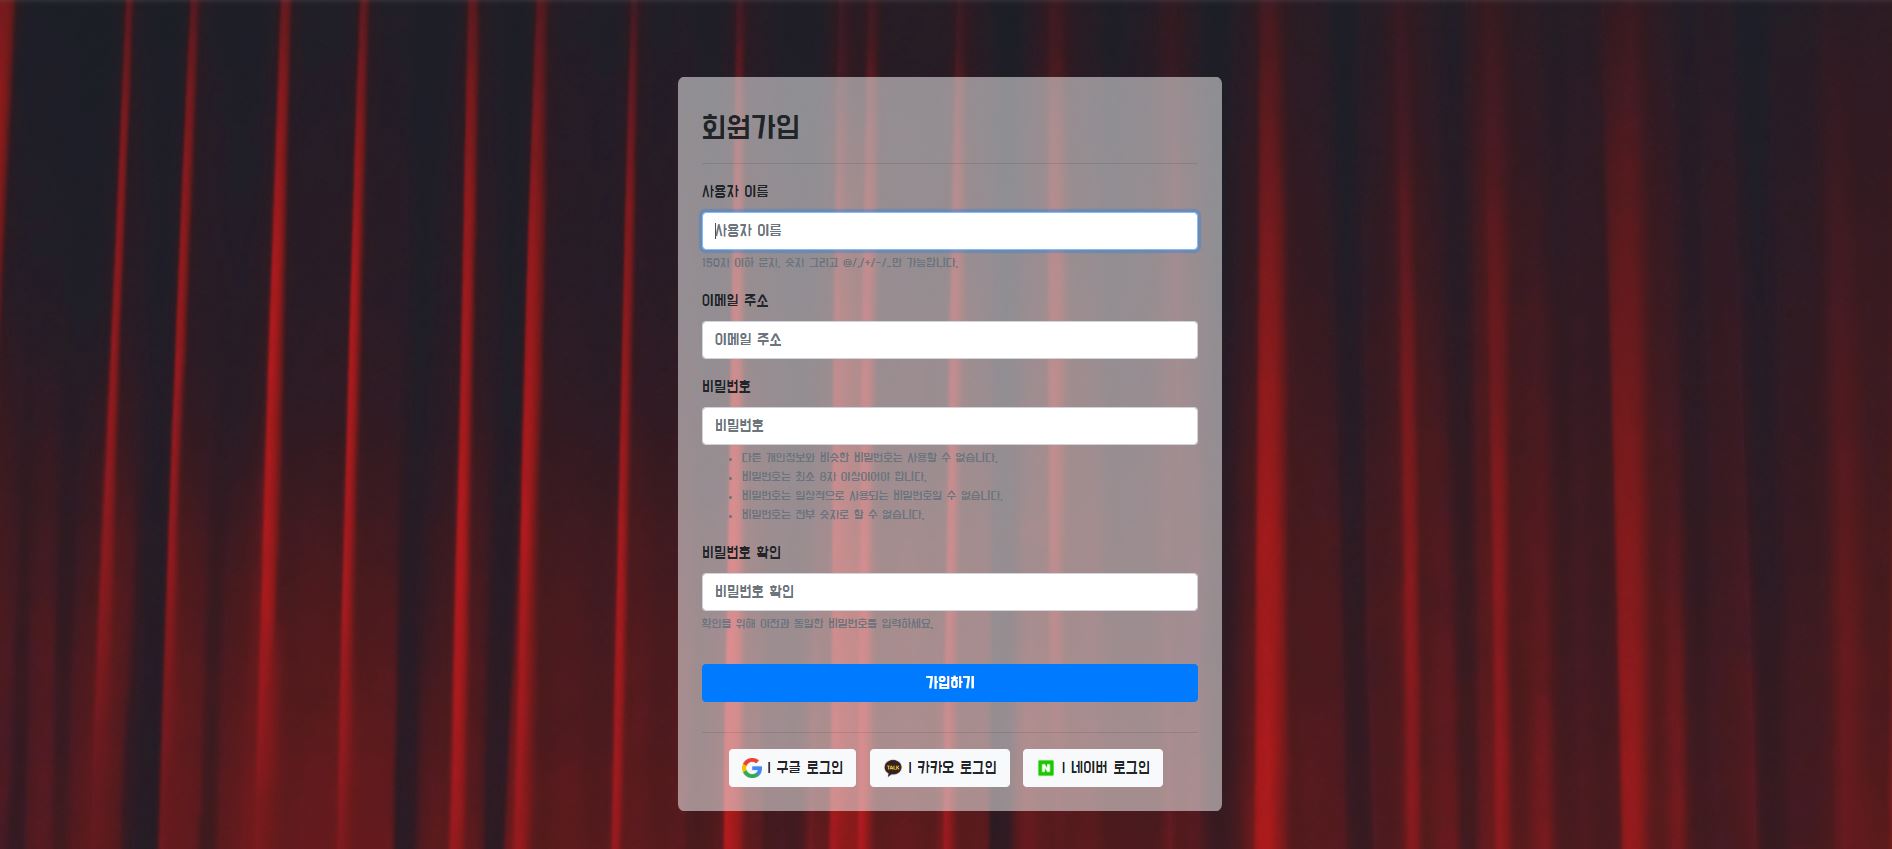 회원가입
사용자 이름
사용자 이름
150자 이하 문자, 숫자 그리고 @/./+/-/_만 가능합니다.
이메일 주소
이메일 주소
비밀번호
비밀번호
다른 개인정보와 비슷한 비밀번호는 사용할 수 없습니다.
비밀번호는 최소 8자 이상이어야 합니다.
비밀번호는 일상적으로 사용되는 비밀번호일 수 없습니다.
비밀번호는 전부 숫자로 할 수 없습니다.
비밀번호 확인
비밀번호 확인
확인을 위해 이전과 동일한 비밀번호를 입력하세요.
가입하기
G | 구글 로그인
TALK | 카카오 로그인
N | 네이버 로그인